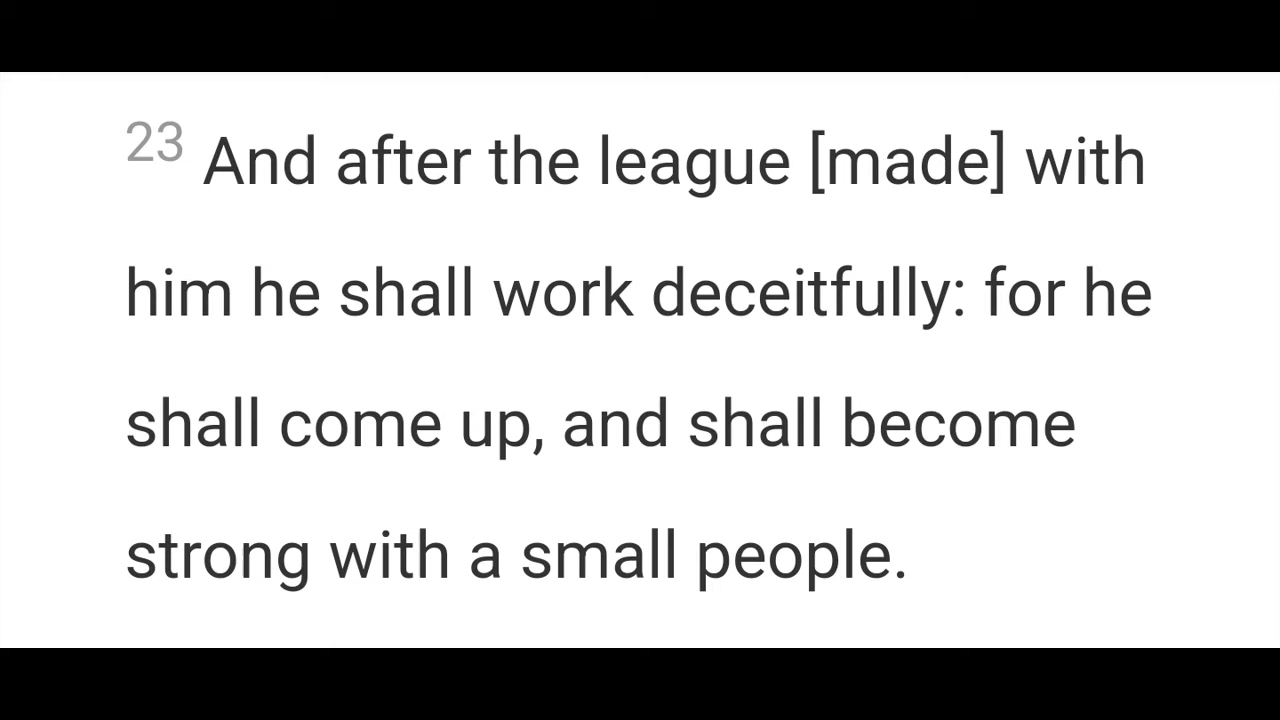 23 And after the league [made] with
him he shall work deceitfully: for he
shall come up, and shall become
strong with a small people.